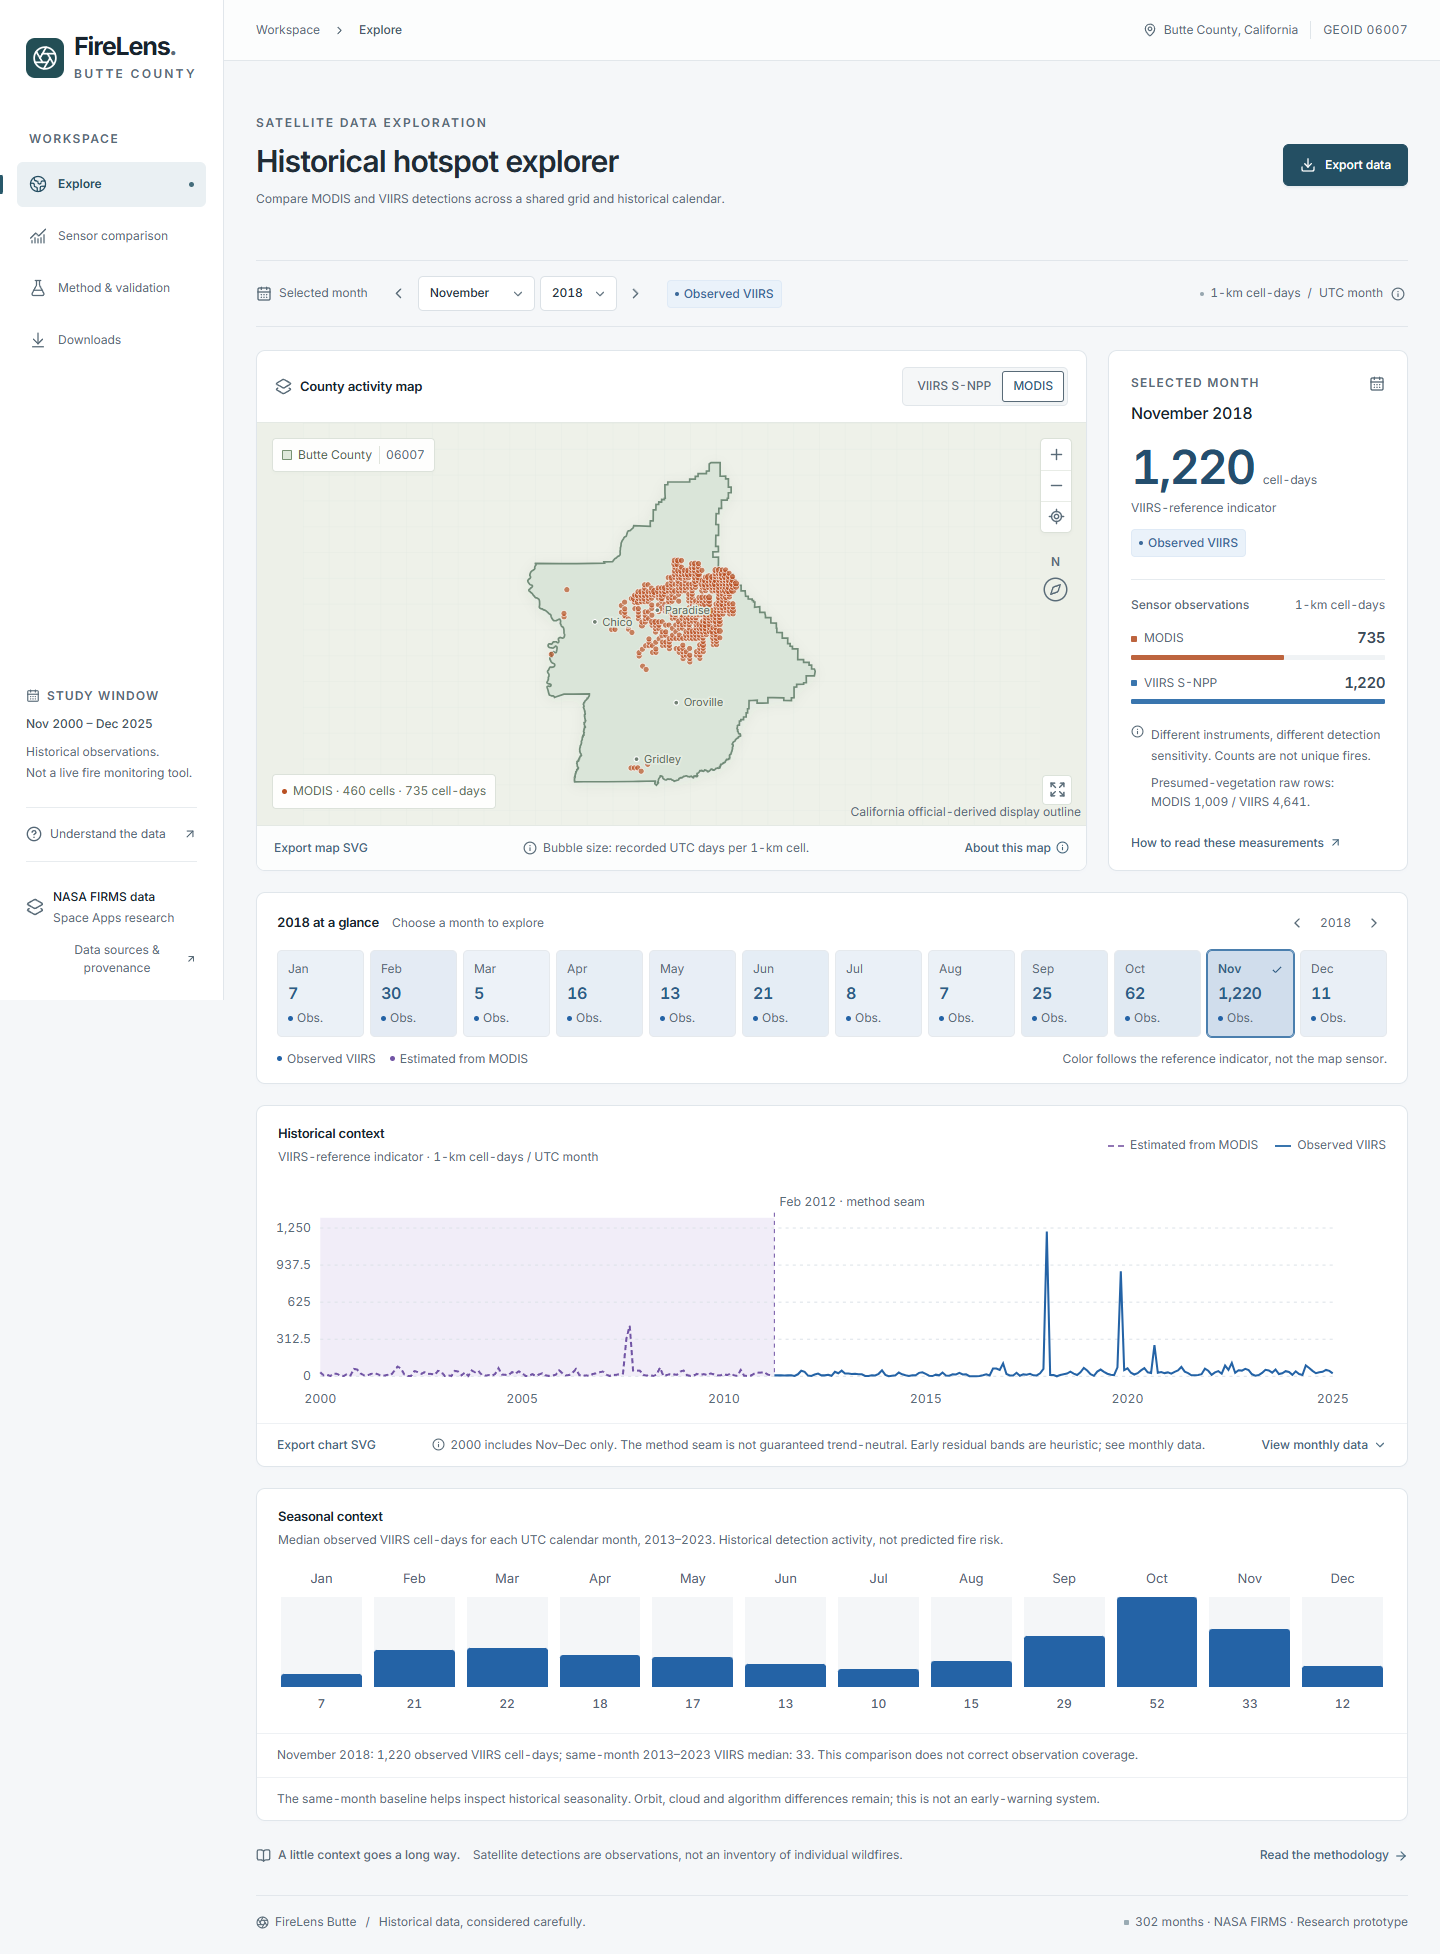 FireLens.
BUTTE COUNTY
WORKSPACE
Explore
Sensor comparison
Method & validation
Downloads
STUDY WINDOW
Nov 2000 – Dec 2025
Historical observations.
Not a live fire monitoring tool.
Understand the data
NASA FIRMS data
Space Apps research
Data sources &
provenance
Workspace > Explore
Butte County, California | GEOID 06007
SATELLITE DATA EXPLORATION
Historical hotspot explorer
Compare MODIS and VIIRS detections across a shared grid and historical calendar.
Export data
Selected month November 2018 Observed VIIRS
1-km cell-days / UTC month
County activity map
VIIRS S-NPP MODIS
Butte County 06007
N
Paradise
Chico
Oroville
Gridley
MODIS · 460 cells · 735 cell-days
California official-derived display outline
Export map SVG
Bubble size: recorded UTC days per 1-km cell.
About this map
SELECTED MONTH
November 2018
1,220 cell-days
VIIRS-reference indicator
Observed VIIRS
Sensor observations 1-km cell-days
MODIS 735
VIIRS S-NPP 1,220
Different instruments, different detection
sensitivity. Counts are not unique fires.
Presumed-vegetation raw rows:
MODIS 1,009 / VIIRS 4,641.
How to read these measurements
2018 at a glance Choose a month to explore
2018
Jan Feb Mar Apr May Jun Jul Aug Sep Oct Nov Dec
7 30 5 16 13 21 8 7 25 62 1,220 11
Obs. Obs. Obs. Obs. Obs. Obs. Obs. Obs. Obs. Obs. Obs. Obs.
Observed VIIRS Estimated from MODIS
Color follows the reference indicator, not the map sensor.
Historical context
VIIRS-reference indicator · 1-km cell-days / UTC month
Estimated from MODIS Observed VIIRS
Feb 2012 · method seam
1,250
937.5
625
312.5
0
2000 2005 2010 2015 2020 2025
Export chart SVG
2000 includes Nov–Dec only. The method seam is not guaranteed trend-neutral. Early residual bands are heuristic; see monthly data.
View monthly data
Seasonal context
Median observed VIIRS cell-days for each UTC calendar month, 2013–2023. Historical detection activity, not predicted fire risk.
Jan Feb Mar Apr May Jun Jul Aug Sep Oct Nov Dec
7 21 22 18 17 13 10 15 29 52 33 12
November 2018: 1,220 observed VIIRS cell-days; same-month 2013–2023 VIIRS median: 33. This comparison does not correct observation coverage.
The same-month baseline helps inspect historical seasonality. Orbit, cloud and algorithm differences remain; this is not an early-warning system.
A little context goes a long way. Satellite detections are observations, not an inventory of individual wildfires.
Read the methodology
FireLens Butte / Historical data, considered carefully.
302 months · NASA FIRMS · Research prototype